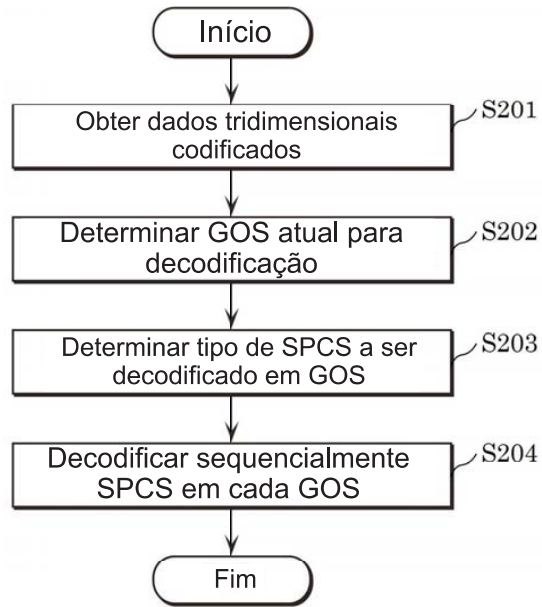 Início
Obter dados tridimensionais
codificados
S201
Determinar GOS atual para
decodificação
S202
Determinar tipo de SPCS a ser
decodificado em GOS
S203
Decodificar sequencialmente
SPCS em cada GOS
S204
Fim